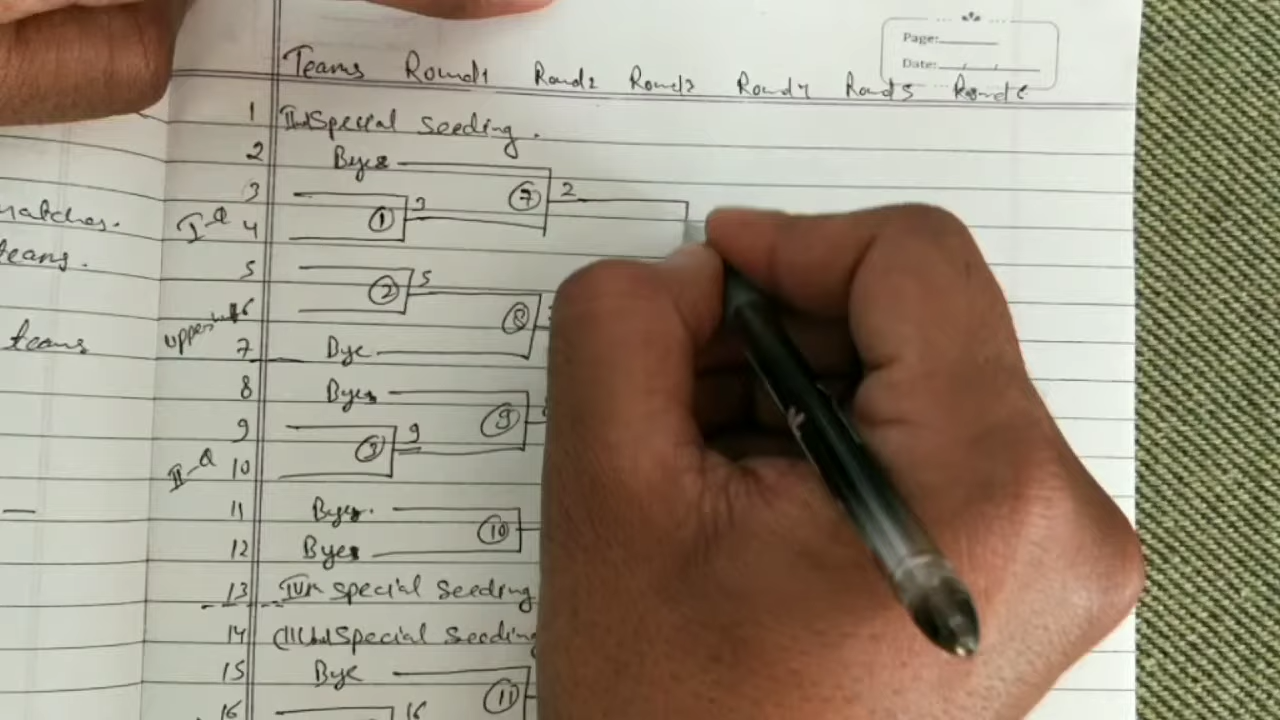 Page:
Date:
Teams Round1 Round2 Round3 Round4 Round5 Round6
1 IInd Special Seeding.
2 Bye
7 2
matches.
3
I-Q 4 1 3
teams.
5
2 5
upper 6 8
teams
7 Bye
8 Bye
9
9
II-Q 10 3 9
11 Bye.
10
12 Bye
13 IVth Special Seeding
14 IIIrd Special Seeding
15 Bye
11
16 16